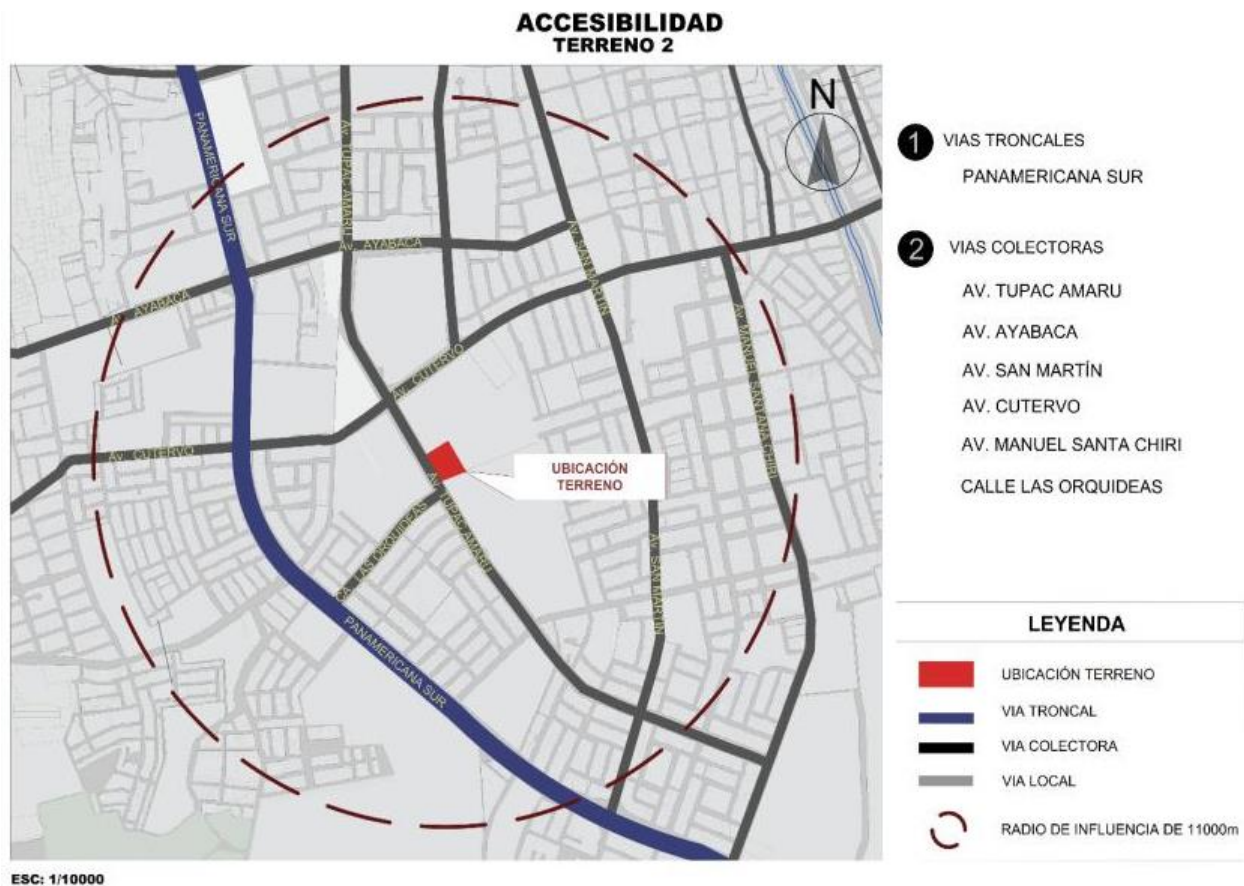 ACCESIBILIDAD
TERRENO 2
N
PANAMERICANA SUR
Av. TUPAC AMARU
Av. AYABACA
Av. SAN MARTIN
Av. AYABACA
Av. MANUEL SANTANA CHIRI
Av. CUTERVO
Av. CUTERVO
UBICACIÓN
TERRENO
Av. TUPAC AMARU
CA. LAS ORQUIDEAS
Av. SAN MARTIN
PANAMERICANA SUR
1 VIAS TRONCALES
PANAMERICANA SUR
2 VIAS COLECTORAS
AV. TUPAC AMARU
AV. AYABACA
AV. SAN MARTÍN
AV. CUTERVO
AV. MANUEL SANTA CHIRI
CALLE LAS ORQUIDEAS
LEYENDA
UBICACIÓN TERRENO
VIA TRONCAL
VIA COLECTORA
VIA LOCAL
RADIO DE INFLUENCIA DE 11000m
ESC: 1/10000